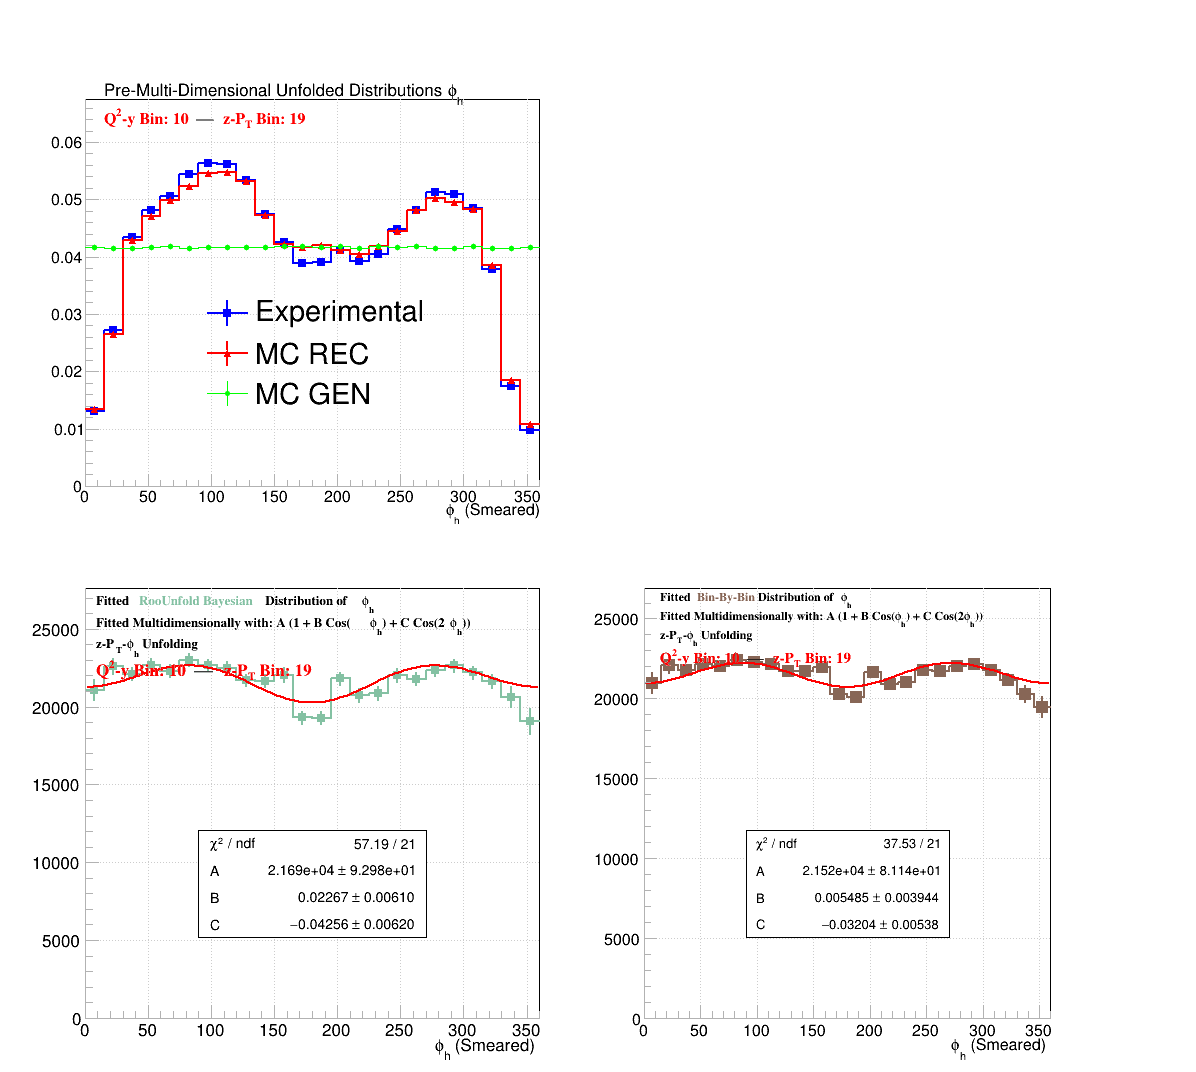 Pre-Multi-Dimensional Unfolded Distributions ϕh
Q2-y Bin: 10 — z-PT Bin: 19
0.06
0.05
0.04
0.03
0.02
0.01
0
Experimental
MC REC
MC GEN
0 50 100 150 200 250 300 350
ϕh (Smeared)
Fitted RooUnfold Bayesian Distribution of ϕh
Fitted Multidimensionally with: A (1 + B Cos( ϕh) + C Cos(2 ϕh))
z-PT-ϕh Unfolding
Q2-y Bin: 10 — z-PT Bin: 19
25000
20000
15000
10000
5000
0
χ2 / ndf 57.19 / 21
A 2.169e+04 ± 9.298e+01
B 0.02267 ± 0.00610
C −0.04256 ± 0.00620
0 50 100 150 200 250 300 350
ϕh (Smeared)
Fitted Bin-By-Bin Distribution of ϕh
Fitted Multidimensionally with: A (1 + B Cos(ϕh) + C Cos(2ϕh))
z-PT-ϕh Unfolding
Q2-y Bin: 10 — z-PT Bin: 19
25000
20000
15000
10000
5000
0
χ2 / ndf 37.53 / 21
A 2.152e+04 ± 8.114e+01
B 0.005485 ± 0.003944
C −0.03204 ± 0.00538
0 50 100 150 200 250 300 350
ϕh (Smeared)